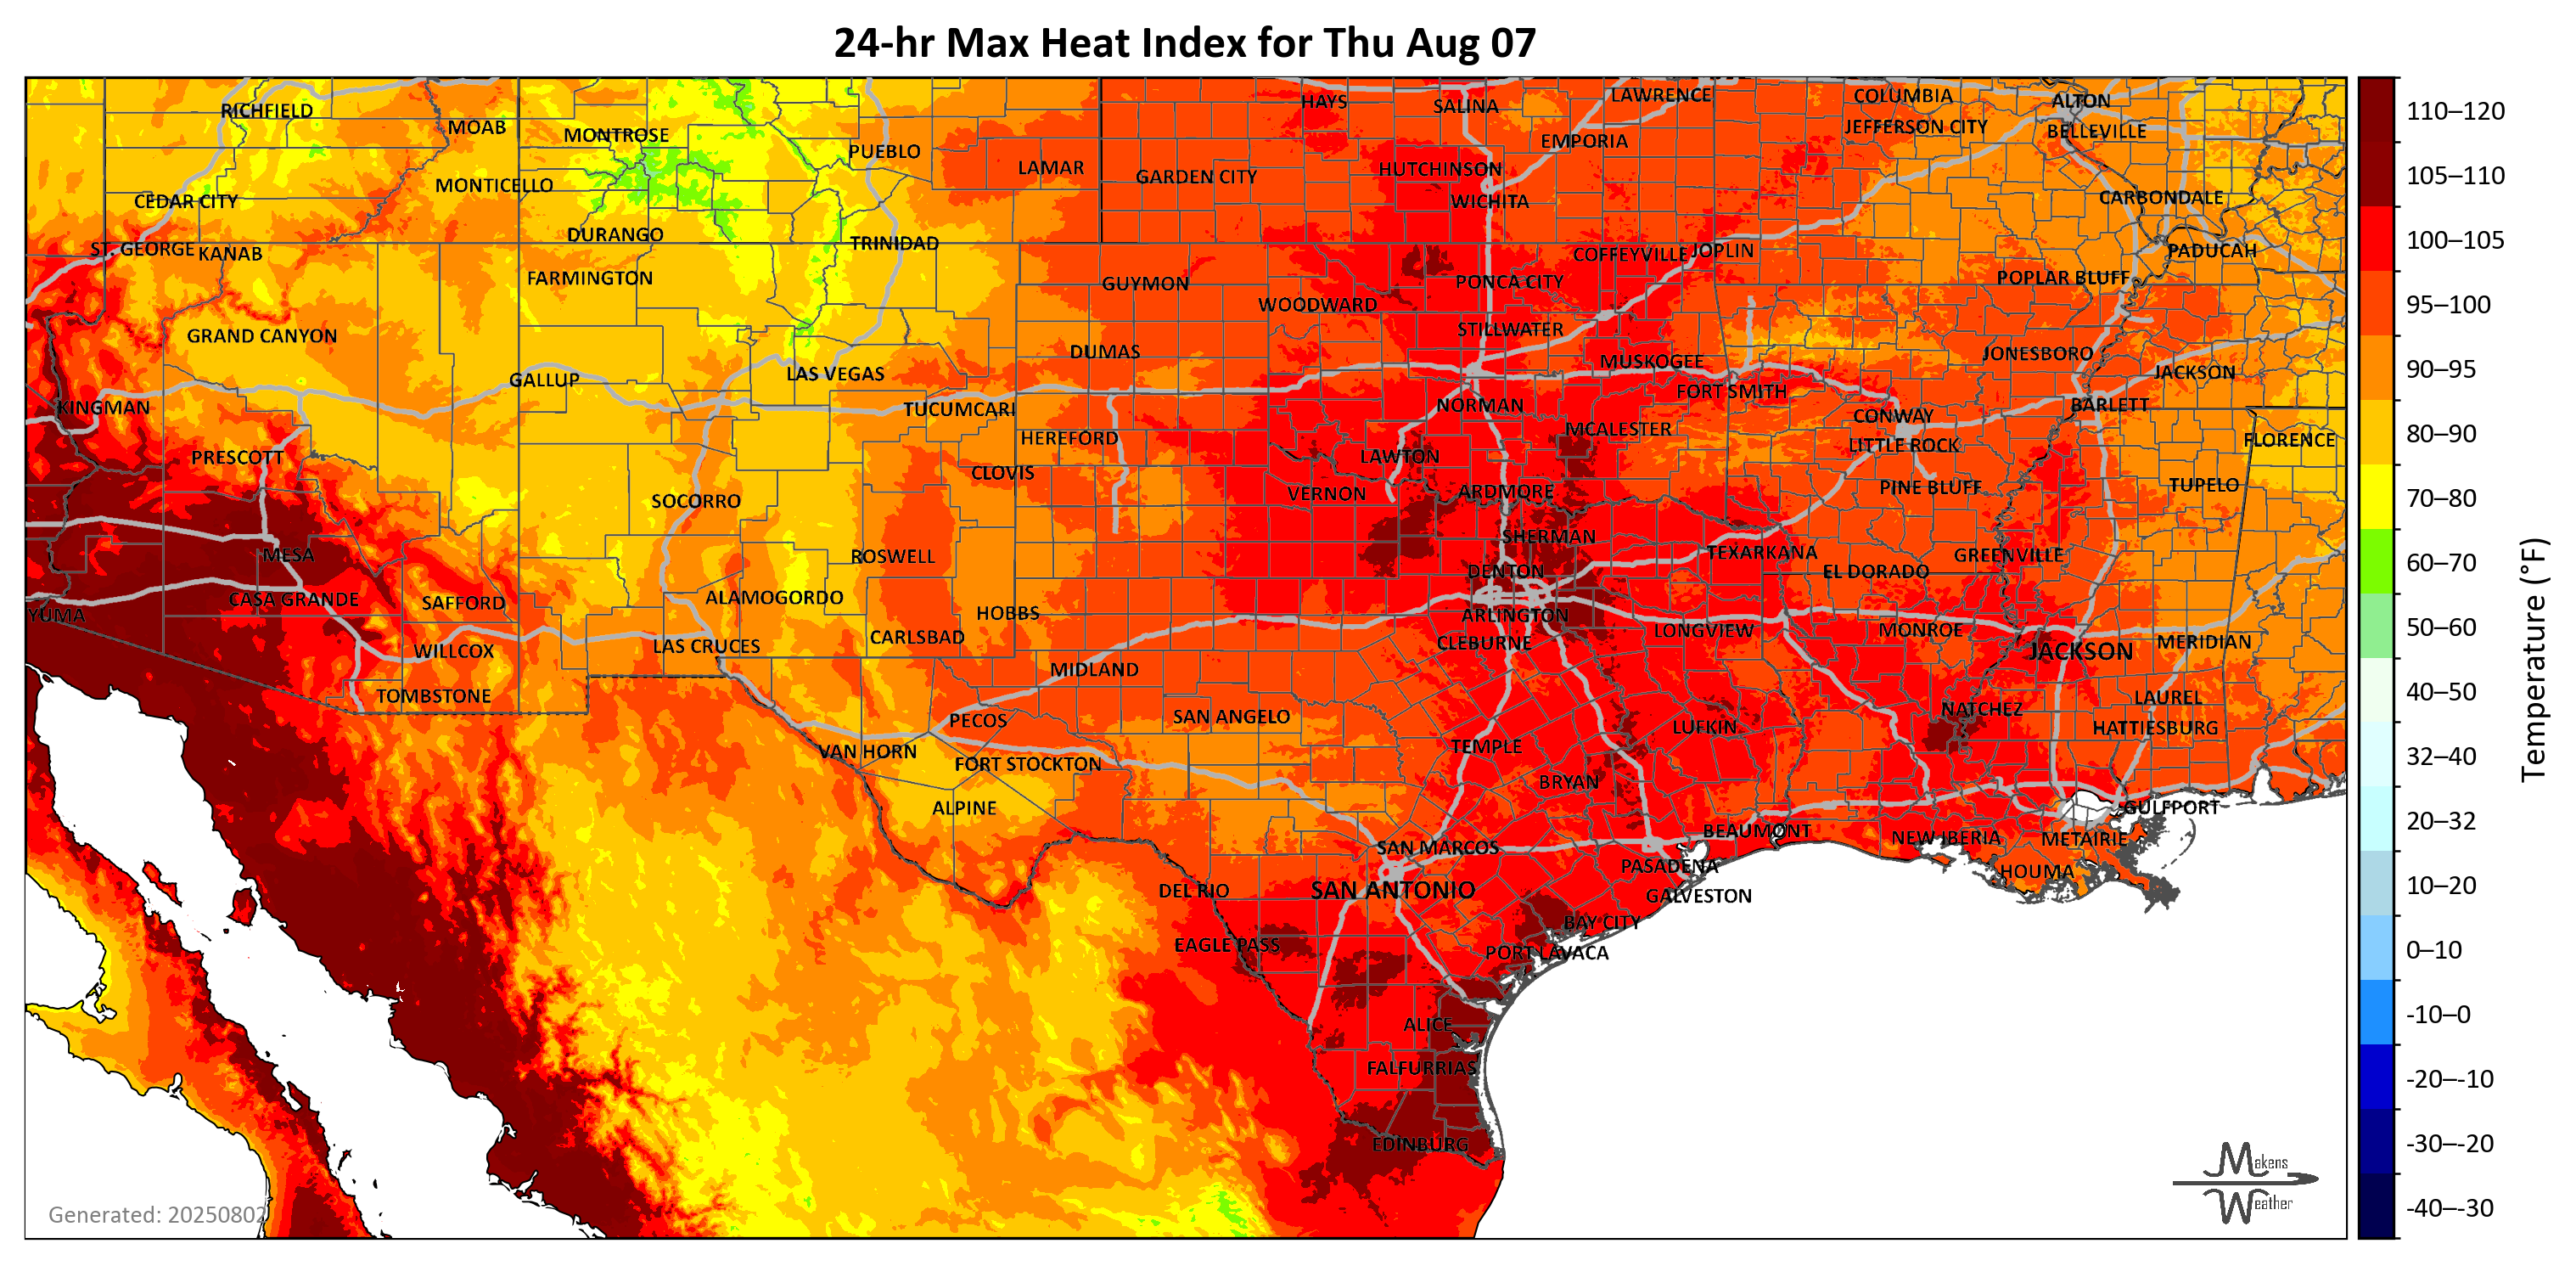 24-hr Max Heat Index for Thu Aug 07
RICHFIELD
MOAB
MONTROSE
PUEBLO
LAMAR
HAYS
SALINA
LAWRENCE
COLUMBIA
ALTON
GARDEN CITY
HUTCHINSON
EMPORIA
JEFFERSON CITY
BELLEVILLE
CEDAR CITY
MONTICELLO
WICHITA
CARBONDALE
ST. GEORGE
KANAB
DURANGO
TRINIDAD
COFFEYVILLE
JOPLIN
PADUCAH
FARMINGTON
GUYMON
WOODWARD
PONCA CITY
POPLAR BLUFF
GRAND CANYON
DUMAS
STILLWATER
JONESBORO
GALLUP
LAS VEGAS
MUSKOGEE
FORT SMITH
JACKSON
KINGMAN
TUCUMCARI
NORMAN
CONWAY
BARLETT
PRESCOTT
HEREFORD
MCALESTER
LITTLE ROCK
FLORENCE
CLOVIS
LAWTON
SOCORRO
VERNON
ARDMORE
PINE BLUFF
TUPELO
MESA
ROSWELL
SHERMAN
TEXARKANA
GREENVILLE
CASA GRANDE
SAFFORD
ALAMOGORDO
DENTON
EL DORADO
YUMA
HOBBS
ARLINGTON
WILLCOX
LAS CRUCES
CARLSBAD
CLEBURNE
LONGVIEW
MONROE
JACKSON
MERIDIAN
TOMBSTONE
MIDLAND
LAUREL
PECOS
SAN ANGELO
NATCHEZ
VAN HORN
FORT STOCKTON
TEMPLE
LUFKIN
HATTIESBURG
ALPINE
BRYAN
GULFPORT
SAN MARCOS
BEAUMONT
NEW IBERIA
METAIRIE
DEL RIO
SAN ANTONIO
PASADENA
HOUMA
GALVESTON
EAGLE PASS
BAY CITY
PORT LAVACA
ALICE
FALFURRIAS
EDINBURG
Generated: 20250802
Makens
Weather
110–120
105–110
100–105
95–100
90–95
80–90
70–80
60–70
50–60
40–50
32–40
20–32
10–20
0–10
-10–0
-20–-10
-30–-20
-40–-30
Temperature (°F)